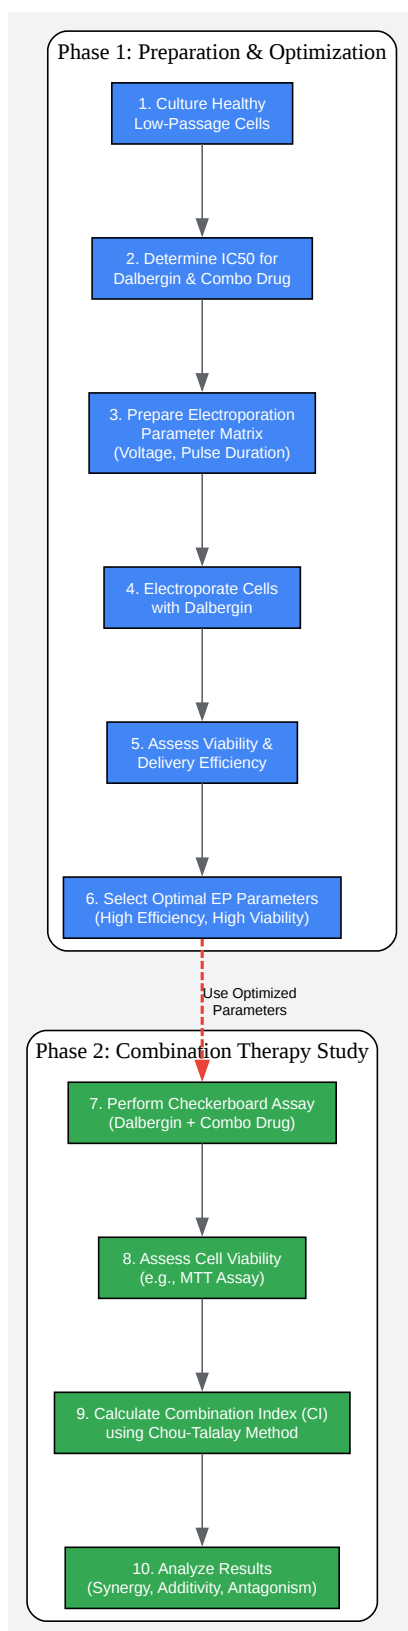 Phase 1: Preparation & Optimization
1. Culture Healthy
Low-Passage Cells
2. Determine IC50 for
Dalbergin & Combo Drug
3. Prepare Electroporation
Parameter Matrix
(Voltage, Pulse Duration)
4. Electroporate Cells
with Dalbergin
5. Assess Viability &
Delivery Efficiency
6. Select Optimal EP Parameters
(High Efficiency, High Viability)
Use Optimized
Parameters
Phase 2: Combination Therapy Study
7. Perform Checkerboard Assay
(Dalbergin + Combo Drug)
8. Assess Cell Viability
(e.g., MTT Assay)
9. Calculate Combination Index (CI)
using Chou-Talalay Method
10. Analyze Results
(Synergy, Additivity, Antagonism)